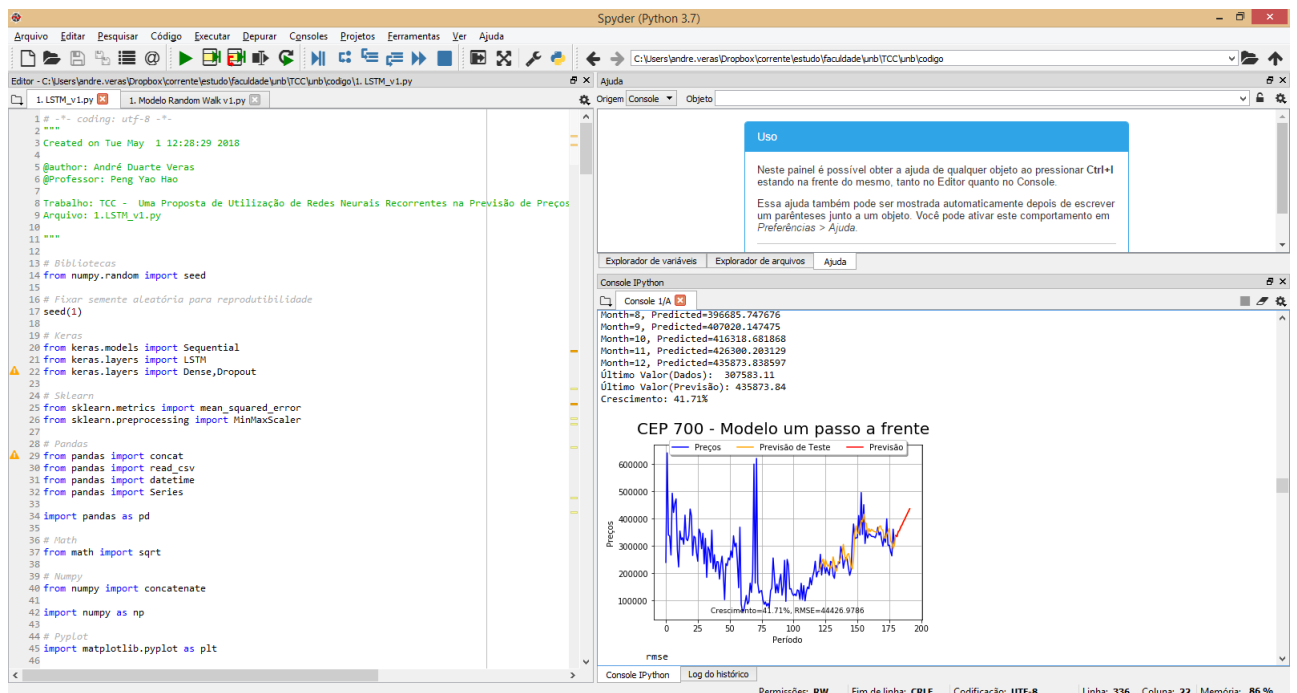 Spyder (Python 3.7)
Arquivo Editar Pesquisar Código Executar Depurar Consoles Projetos Ferramentas Ver Ajuda
C:\Users\andre.veras\Dropbox\corrente\estudo\faculdade\unb\TCC\unb\codigo
Editor - C:\Users\andre.veras\Dropbox\corrente\estudo\faculdade\unb\TCC\unb\codigo\1. LSTM_v1.py
1. LSTM_v1.py
1. Modelo Random Walk v1.py
1 # -*- coding: utf-8 -*-
2 """
3 Created on Tue May  1 12:28:29 2018
4
5 @author: André Duarte Veras
6 @Professor: Peng Yao Hao
7
8 Trabalho: TCC -  Uma Proposta de Utilização de Redes Neurais Recorrentes na Previsão de Preços
9 Arquivo: 1.LSTM_v1.py
10
11 """
12
13 # Bibliotecas
14 from numpy.random import seed
15
16 # Fixar semente aleatória para reprodutibilidade
17 seed(1)
18
19 # Keras
20 from keras.models import Sequential
21 from keras.layers import LSTM
22 from keras.layers import Dense,Dropout
23
24 # Sklearn
25 from sklearn.metrics import mean_squared_error
26 from sklearn.preprocessing import MinMaxScaler
27
28 # Pandas
29 from pandas import concat
30 from pandas import read_csv
31 from pandas import datetime
32 from pandas import Series
33
34 import pandas as pd
35
36 # Math
37 from math import sqrt
38
39 # Numpy
40 from numpy import concatenate
41
42 import numpy as np
43
44 # Pyplot
45 import matplotlib.pyplot as plt
46
Ajuda
Origem Console Objeto
Uso
Neste painel é possível obter a ajuda de qualquer objeto ao pressionar Ctrl+I
estando na frente do mesmo, tanto no Editor quanto no Console.
Essa ajuda também pode ser mostrada automaticamente depois de escrever
um parênteses junto a um objeto. Você pode ativar este comportamento em
Preferências > Ajuda.
Explorador de variáveis Explorador de arquivos Ajuda
Console IPython
Console 1/A
Month=8, Predicted=396685.747676
Month=9, Predicted=407020.147475
Month=10, Predicted=416318.681868
Month=11, Predicted=426300.203129
Month=12, Predicted=435873.838597
Último Valor(Dados):  307583.11
Último Valor(Previsão): 435873.84
Crescimento: 41.71%
CEP 700 - Modelo um passo a frente
Preços Previsão de Teste Previsão
600000
500000
400000
300000
200000
100000
Preços
Crescimento=41.71%, RMSE=44426.9786
0 25 50 75 100 125 150 175 200
Período
rmse
Console IPython Log do histórico
Permissões: RW Fim de linha: CRLF Codificação: UTF-8 Linha: 336 Coluna: 22 Memória: 86 %